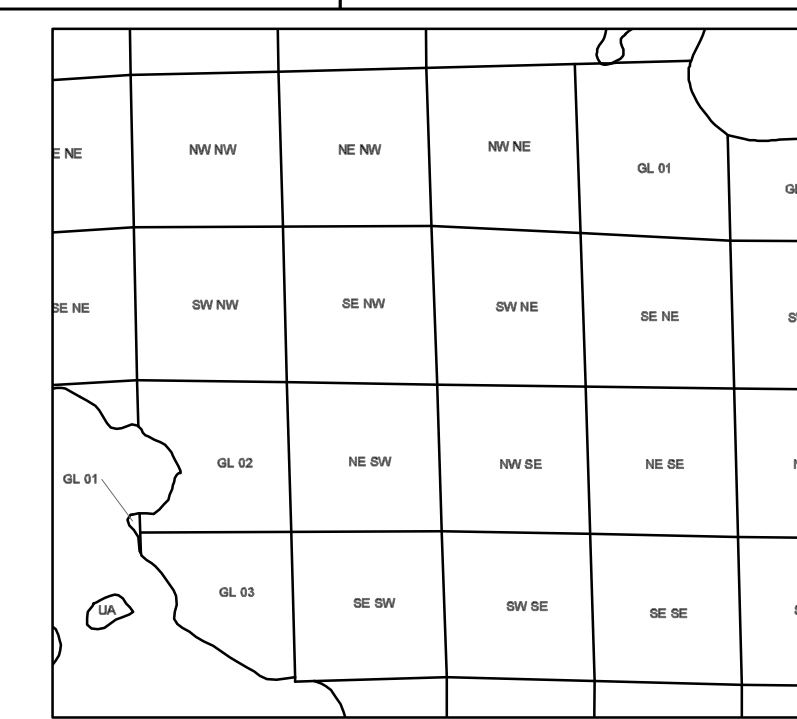 E NE
NW NW
NE NW
NW NE
GL 01
SE NE
SW NW
SE NW
SW NE
SE NE
GL 01
GL 02
NE SW
NW SE
NE SE
UA
GL 03
SE SW
SW SE
SE SE